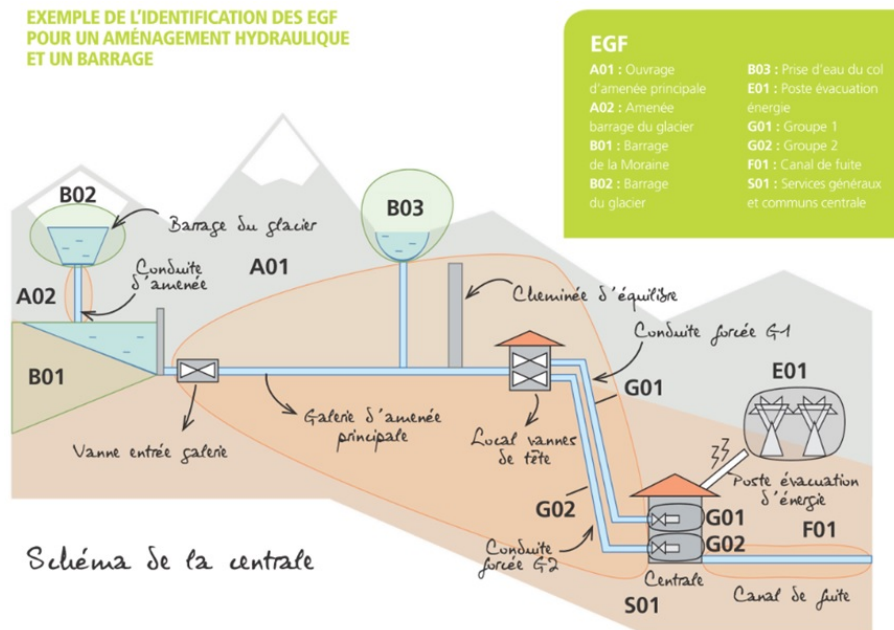 EXEMPLE DE L'IDENTIFICATION DES EGF
POUR UN AMÉNAGEMENT HYDRAULIQUE
ET UN BARRAGE
EGF
A01 : Ouvrage
d'amenée principale
A02 : Amenée
barrage du glacier
B01 : Barrage
de la Moraine
B02 : Barrage
du glacier
B03 : Prise d'eau du col
E01 : Poste évacuation
énergie
G01 : Groupe 1
G02 : Groupe 2
F01 : Canal de fuite
S01 : Services généraux
et communs centrale
B02
Barrage du glacier
B03
A01
A02
Conduite
d'amenée
Cheminée d'équilibre
Conduite forcée G1
B01
G01
E01
Vanne entrée galerie
Galerie d'amenée
principale
Local vannes
de tête
Poste évacuation
d'énergie
G02
G01
G02
F01
Conduite
forcée G2
Schéma de la centrale
Centrale
S01
Canal de fuite